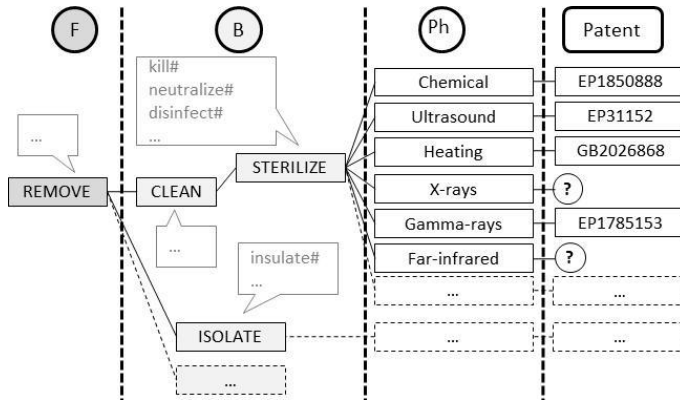 F
B
Ph
Patent
kill#
neutralize#
disinfect#
...
Chemical
EP1850888
...
Ultrasound
EP31152
STERILIZE
Heating
GB2026868
REMOVE
CLEAN
X-rays
?
Gamma-rays
EP1785153
...
insulate#
...
Far-infrared
?
...
...
ISOLATE
...
...
...